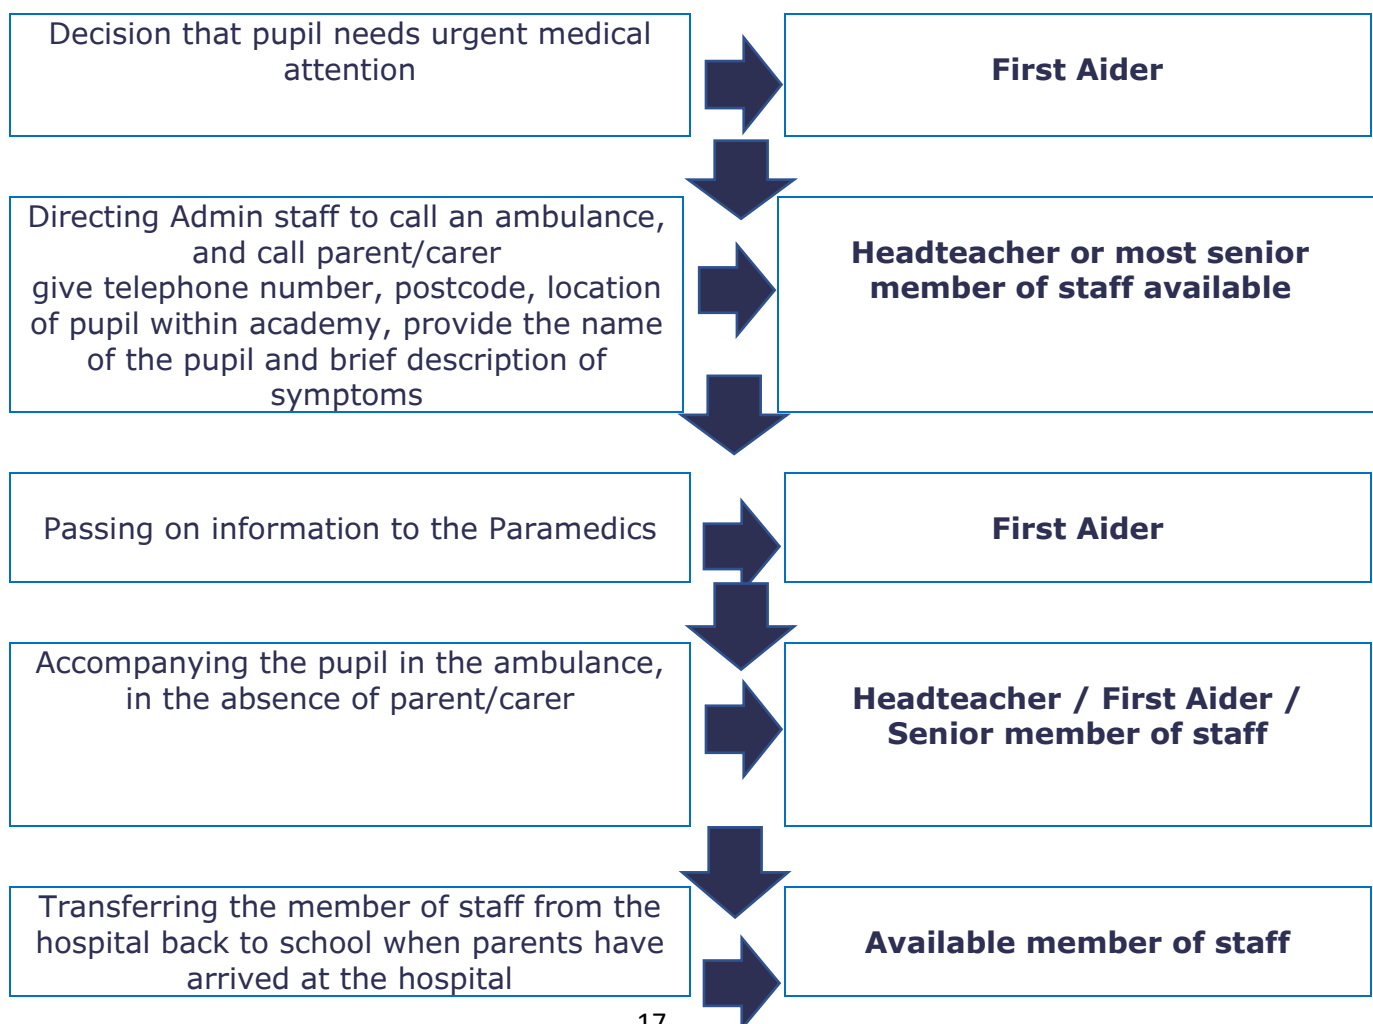 Decision that pupil needs urgent medical
attention
First Aider
Directing Admin staff to call an ambulance,
and call parent/carer
give telephone number, postcode, location
of pupil within academy, provide the name
of the pupil and brief description of
symptoms
Headteacher or most senior
member of staff available
Passing on information to the Paramedics
First Aider
Accompanying the pupil in the ambulance,
in the absence of parent/carer
Headteacher / First Aider /
Senior member of staff
Transferring the member of staff from the
hospital back to school when parents have
arrived at the hospital
Available member of staff
17